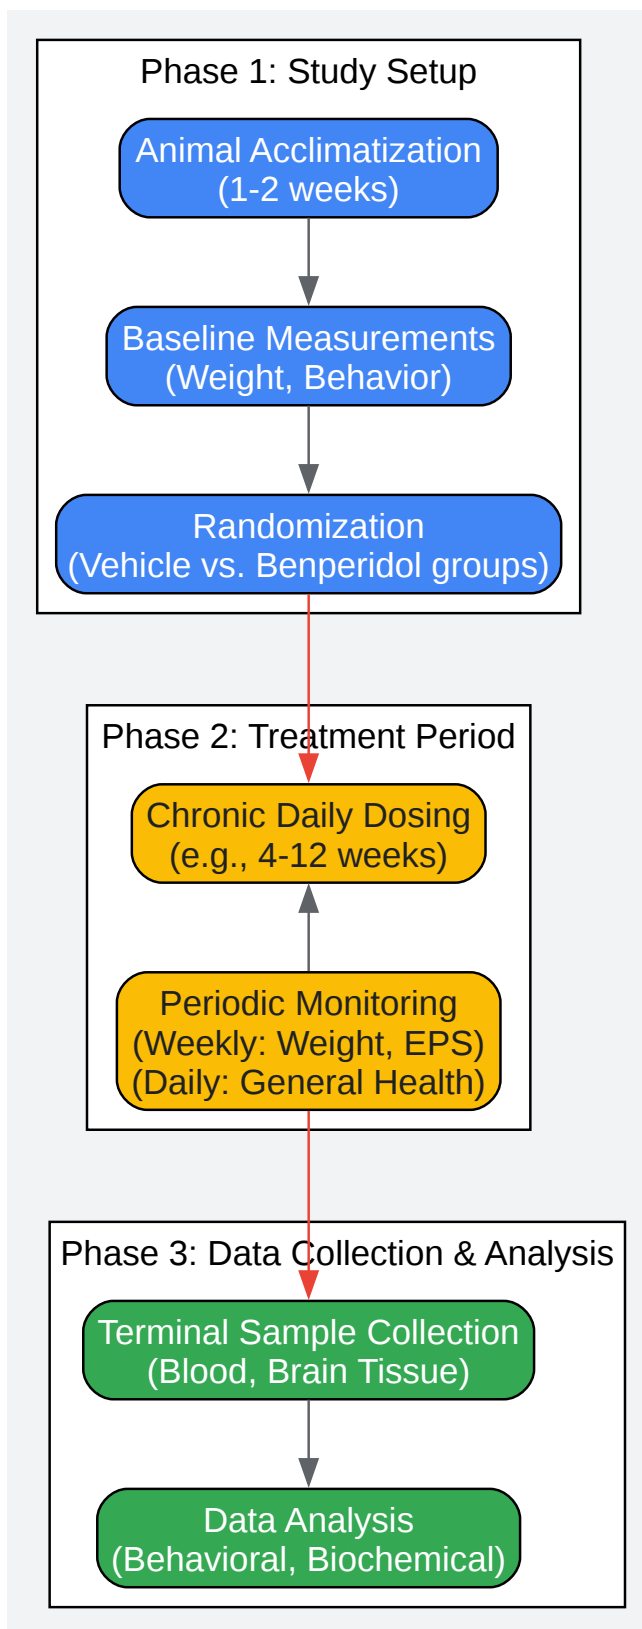 Phase 1: Study Setup
Animal Acclimatization
(1-2 weeks)
Baseline Measurements
(Weight, Behavior)
Randomization
(Vehicle vs. Benperidol groups)
Phase 2: Treatment Period
Chronic Daily Dosing
(e.g., 4-12 weeks)
Periodic Monitoring
(Weekly: Weight, EPS)
(Daily: General Health)
Phase 3: Data Collection & Analysis
Terminal Sample Collection
(Blood, Brain Tissue)
Data Analysis
(Behavioral, Biochemical)